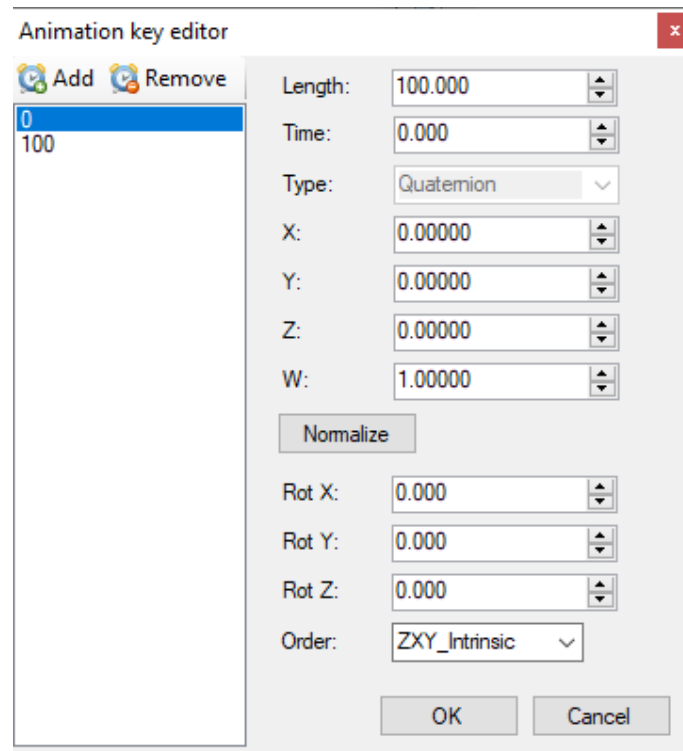 Animation key editor
x
Add Remove
0
100
Length: 100.000
Time: 0.000
Type: Quaternion
X: 0.00000
Y: 0.00000
Z: 0.00000
W: 1.00000
Normalize
Rot X: 0.000
Rot Y: 0.000
Rot Z: 0.000
Order: ZXY_Intrinsic
OK Cancel